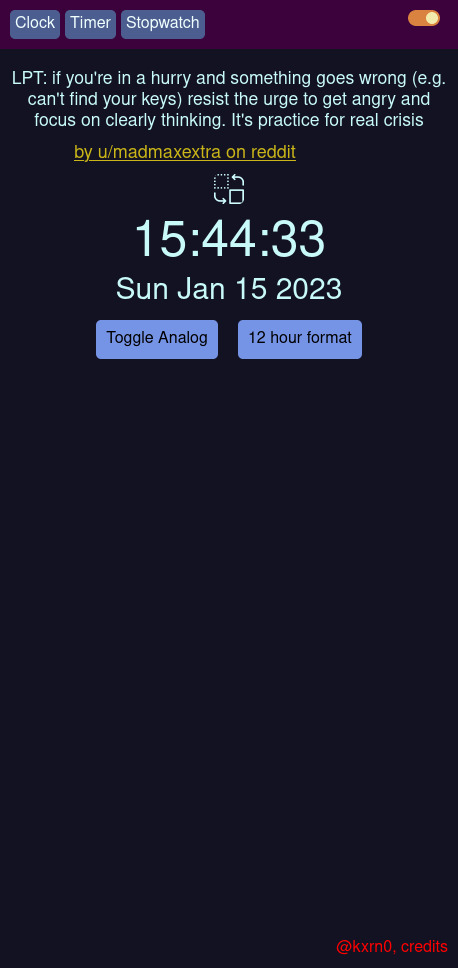 Clock Timer Stopwatch
LPT: if you're in a hurry and something goes wrong (e.g.
can't find your keys) resist the urge to get angry and
focus on clearly thinking. It's practice for real crisis
by u/madmaxextra on reddit
15:44:33
Sun Jan 15 2023
Toggle Analog 12 hour format
@kxrn0, credits